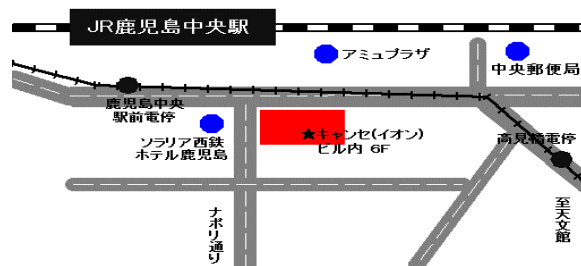 JR鹿児島中央駅
アミュプラザ
中央郵便局
鹿児島中央
駅前電停
ソラリア西鉄
ホテル鹿児島
★キャンセ(イオン)
ビル内 6F
高見橋電停
ナポリ通り
至天文館